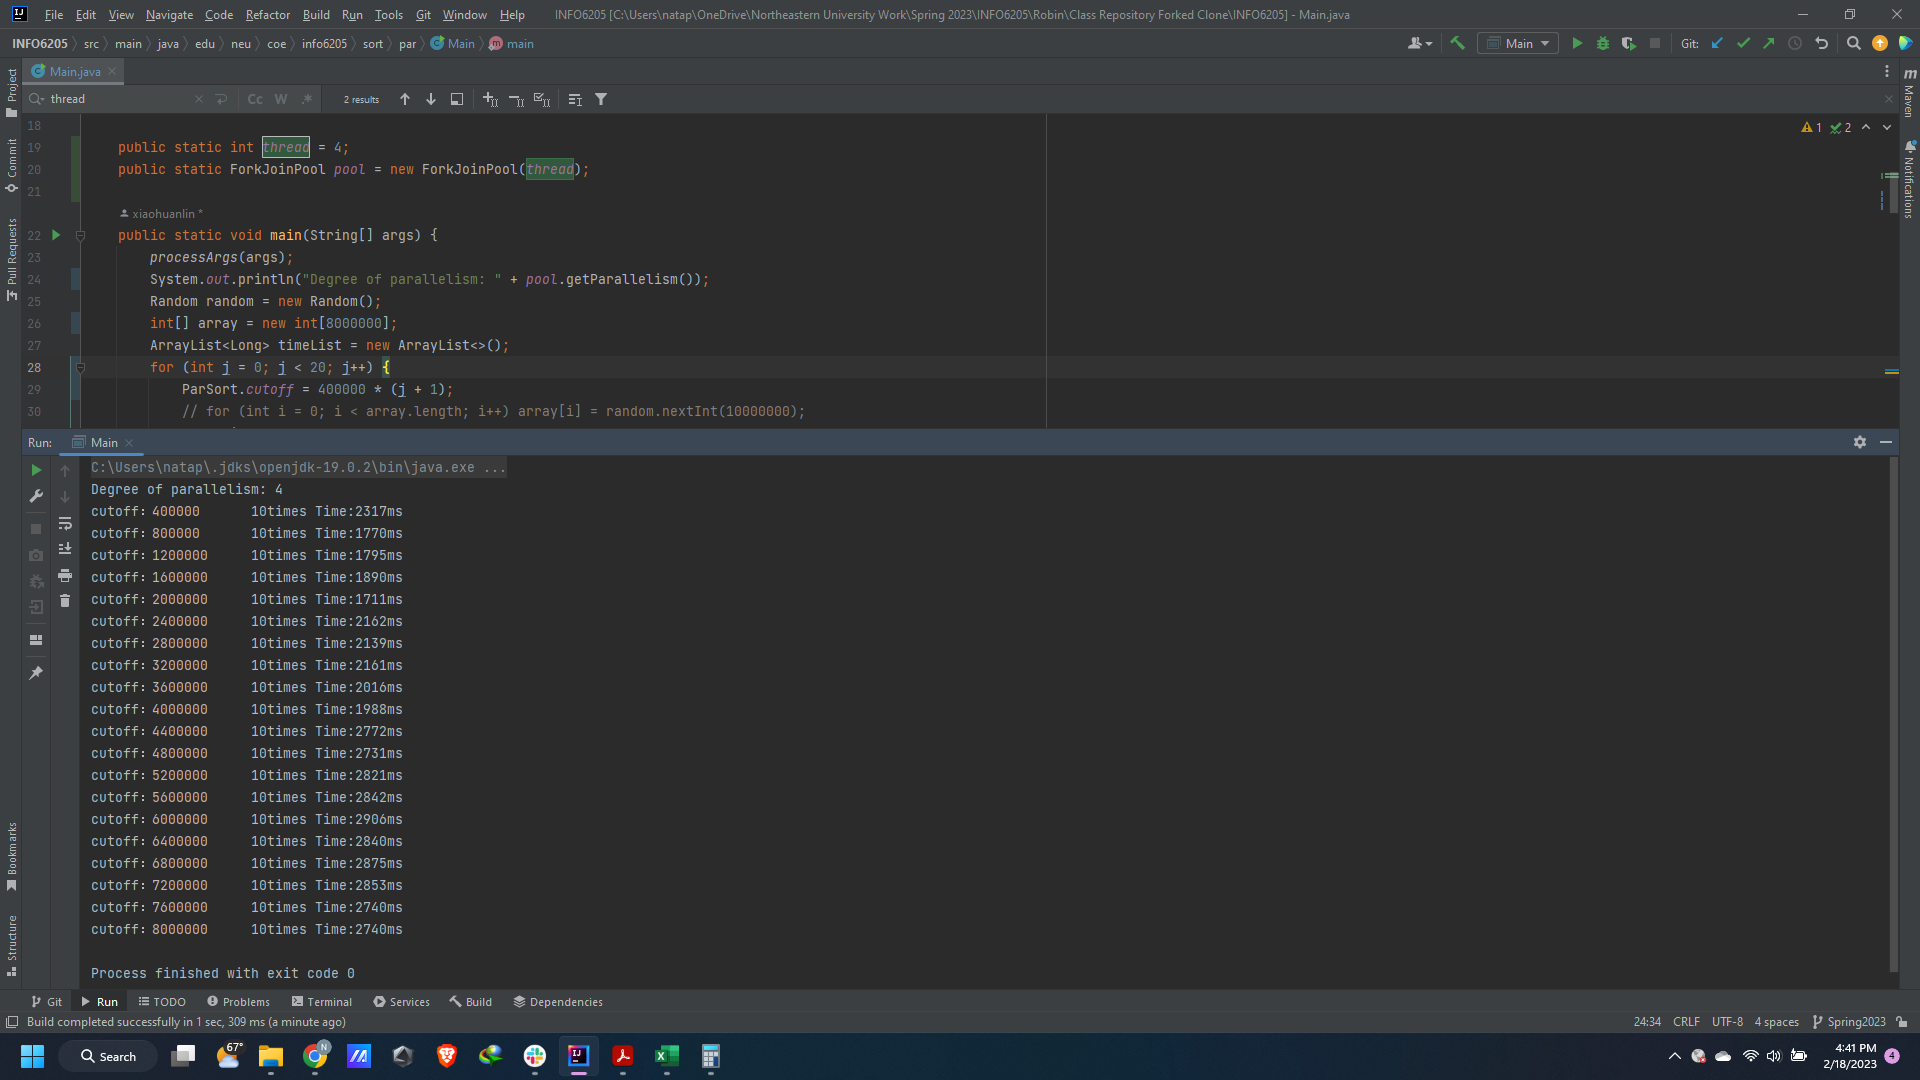 File Edit View Navigate Code Refactor Build Run Tools Git Window Help INFO6205 [C:\Users\natap\OneDrive\Northeastern University Work\Spring 2023\INFO6205\Robin\Class Repository Forked Clone\INFO6205] - Main.java
INFO6205 src main java edu neu coe info6205 sort par Main main Main Git:
Main.java
thread Cc W .* 2 results
18
19 public static int thread = 4;
20 public static ForkJoinPool pool = new ForkJoinPool(thread);
21
xiaohuanlin *
22 public static void main(String[] args) {
23 processArgs(args);
24 System.out.println("Degree of parallelism: " + pool.getParallelism());
25 Random random = new Random();
26 int[] array = new int[8000000];
27 ArrayList<Long> timeList = new ArrayList<>();
28 for (int j = 0; j < 20; j++) {
29 ParSort.cutoff = 400000 * (j + 1);
30 // for (int i = 0; i < array.length; i++) array[i] = random.nextInt(10000000);
1 2
Project
Commit
Pull Requests
Bookmarks
Structure
m
Maven
Notifications
Run: Main
C:\Users\natap\.jdks\openjdk-19.0.2\bin\java.exe ...
Degree of parallelism: 4
cutoff: 400000 10times Time:2317ms
cutoff: 800000 10times Time:1770ms
cutoff: 1200000 10times Time:1795ms
cutoff: 1600000 10times Time:1890ms
cutoff: 2000000 10times Time:1711ms
cutoff: 2400000 10times Time:2162ms
cutoff: 2800000 10times Time:2139ms
cutoff: 3200000 10times Time:2161ms
cutoff: 3600000 10times Time:2016ms
cutoff: 4000000 10times Time:1988ms
cutoff: 4400000 10times Time:2772ms
cutoff: 4800000 10times Time:2731ms
cutoff: 5200000 10times Time:2821ms
cutoff: 5600000 10times Time:2842ms
cutoff: 6000000 10times Time:2906ms
cutoff: 6400000 10times Time:2840ms
cutoff: 6800000 10times Time:2875ms
cutoff: 7200000 10times Time:2853ms
cutoff: 7600000 10times Time:2740ms
cutoff: 8000000 10times Time:2740ms
Process finished with exit code 0
Git Run TODO Problems Terminal Services Build Dependencies
Build completed successfully in 1 sec, 309 ms (a minute ago) 24:34 CRLF UTF-8 4 spaces Spring2023
Search 67° N 4:41 PM
2/18/2023 4